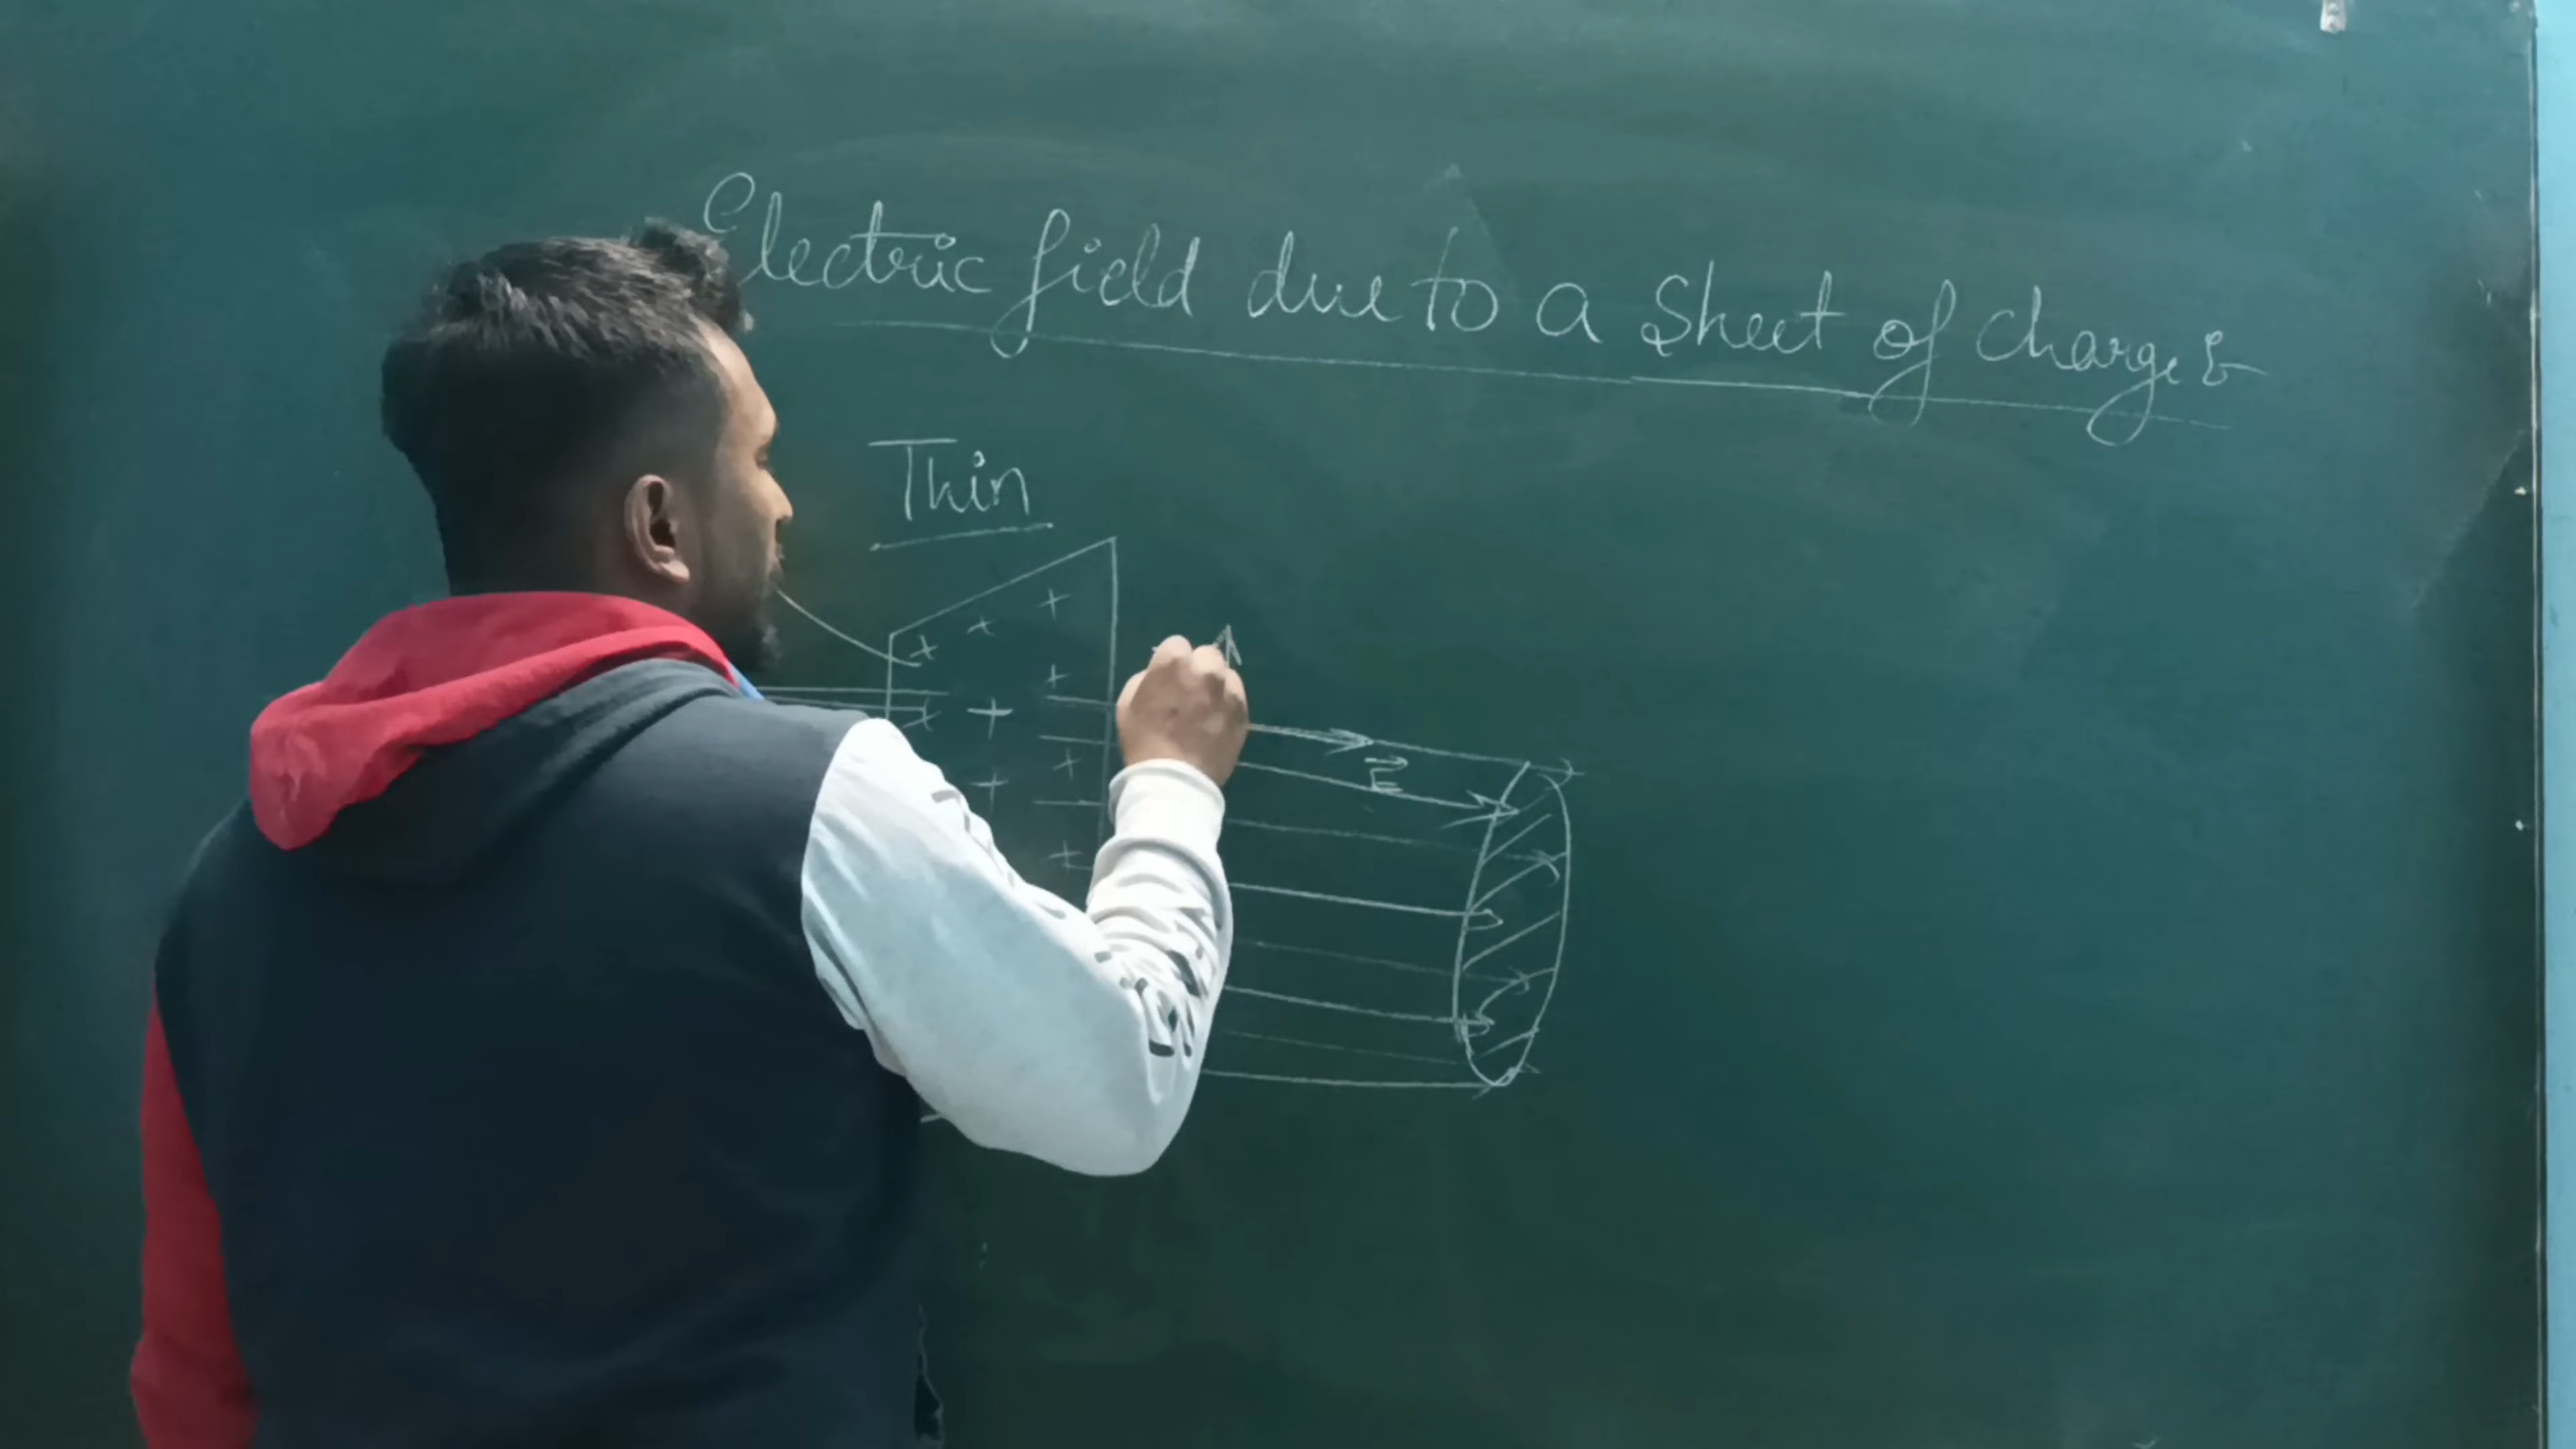 Electric field due to a Sheet of charge :-
Thin
+ + +
+
+ +
+ +
+
E